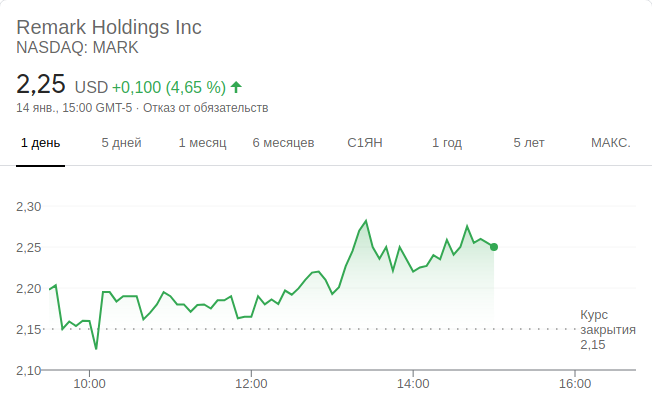 Remark Holdings Inc
NASDAQ: MARK
2,25 USD +0,100 (4,65 %)
14 янв., 15:00 GMT-5 · Отказ от обязательств
1 день 5 дней 1 месяц 6 месяцев С1ЯН 1 год 5 лет МАКС.
2,30
2,25
2,20
2,15
2,10
Курс
закрытия
2,15
10:00 12:00 14:00 16:00